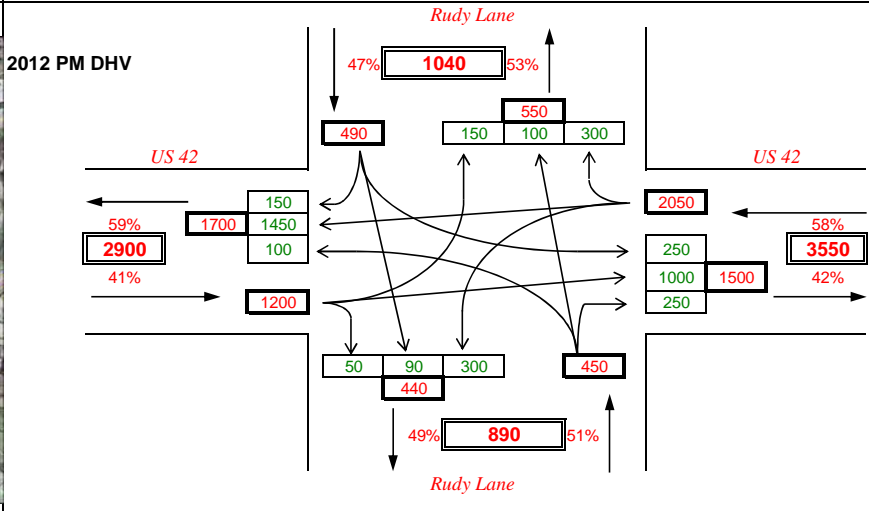 Rudy Lane
2012 PM DHV
47% 1040 53%
550
490 150 100 300
US 42 US 42
150 2050
59% 1700 1450 58%
2900 100 250 3550
41% 1000 1500 42%
1200 250
50 90 300 450
440
49% 890 51%
Rudy Lane